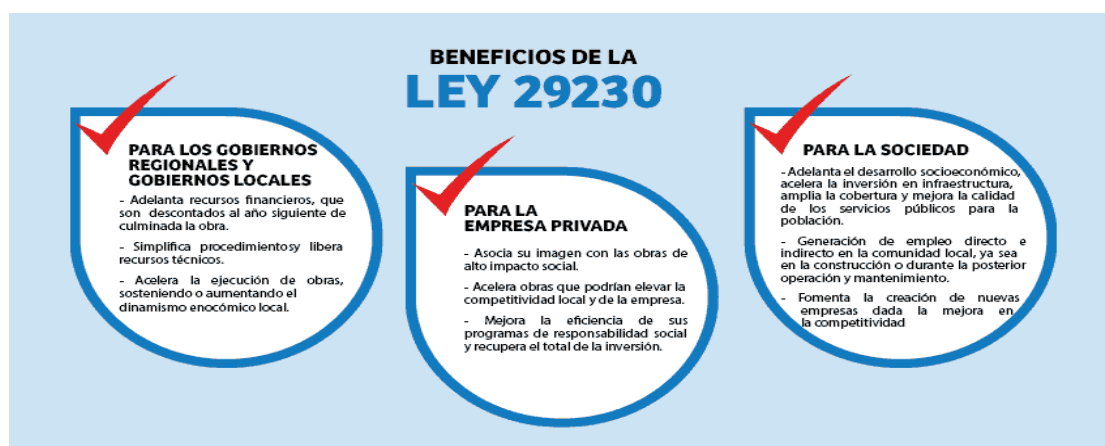 BENEFICIOS DE LA
LEY 29230
PARA LOS GOBIERNOS
REGIONALES Y
GOBIERNOS LOCALES
- Adelanta recursos financieros, que
son descontados al año siguiente de
culminada la obra.
- Simplifica procedimientosy libera
recursos técnicos.
- Acelera la ejecución de obras,
sosteniendo o aumentando el
dinamismo enocómico local.
PARA LA
EMPRESA PRIVADA
- Asocia su imagen con las obras de
alto impacto social.
- Acelera obras que podrían elevar la
competitividad local y de la empresa.
- Mejora la eficiencia de sus
programas de responsabilidad social
y recupera el total de la inversión.
PARA LA SOCIEDAD
- Adelanta el desarrollo socioeconómico,
acelera la inversión en infraestructura,
amplia la cobertura y mejora la calidad
de los servicios públicos para la
población.
- Generación de empleo directo e
indirecto en la comunidad local, ya sea
en la construcción o durante la posterior
operación y mantenimiento.
- Fomenta la creación de nuevas
empresas dada la mejora en
la competitividad